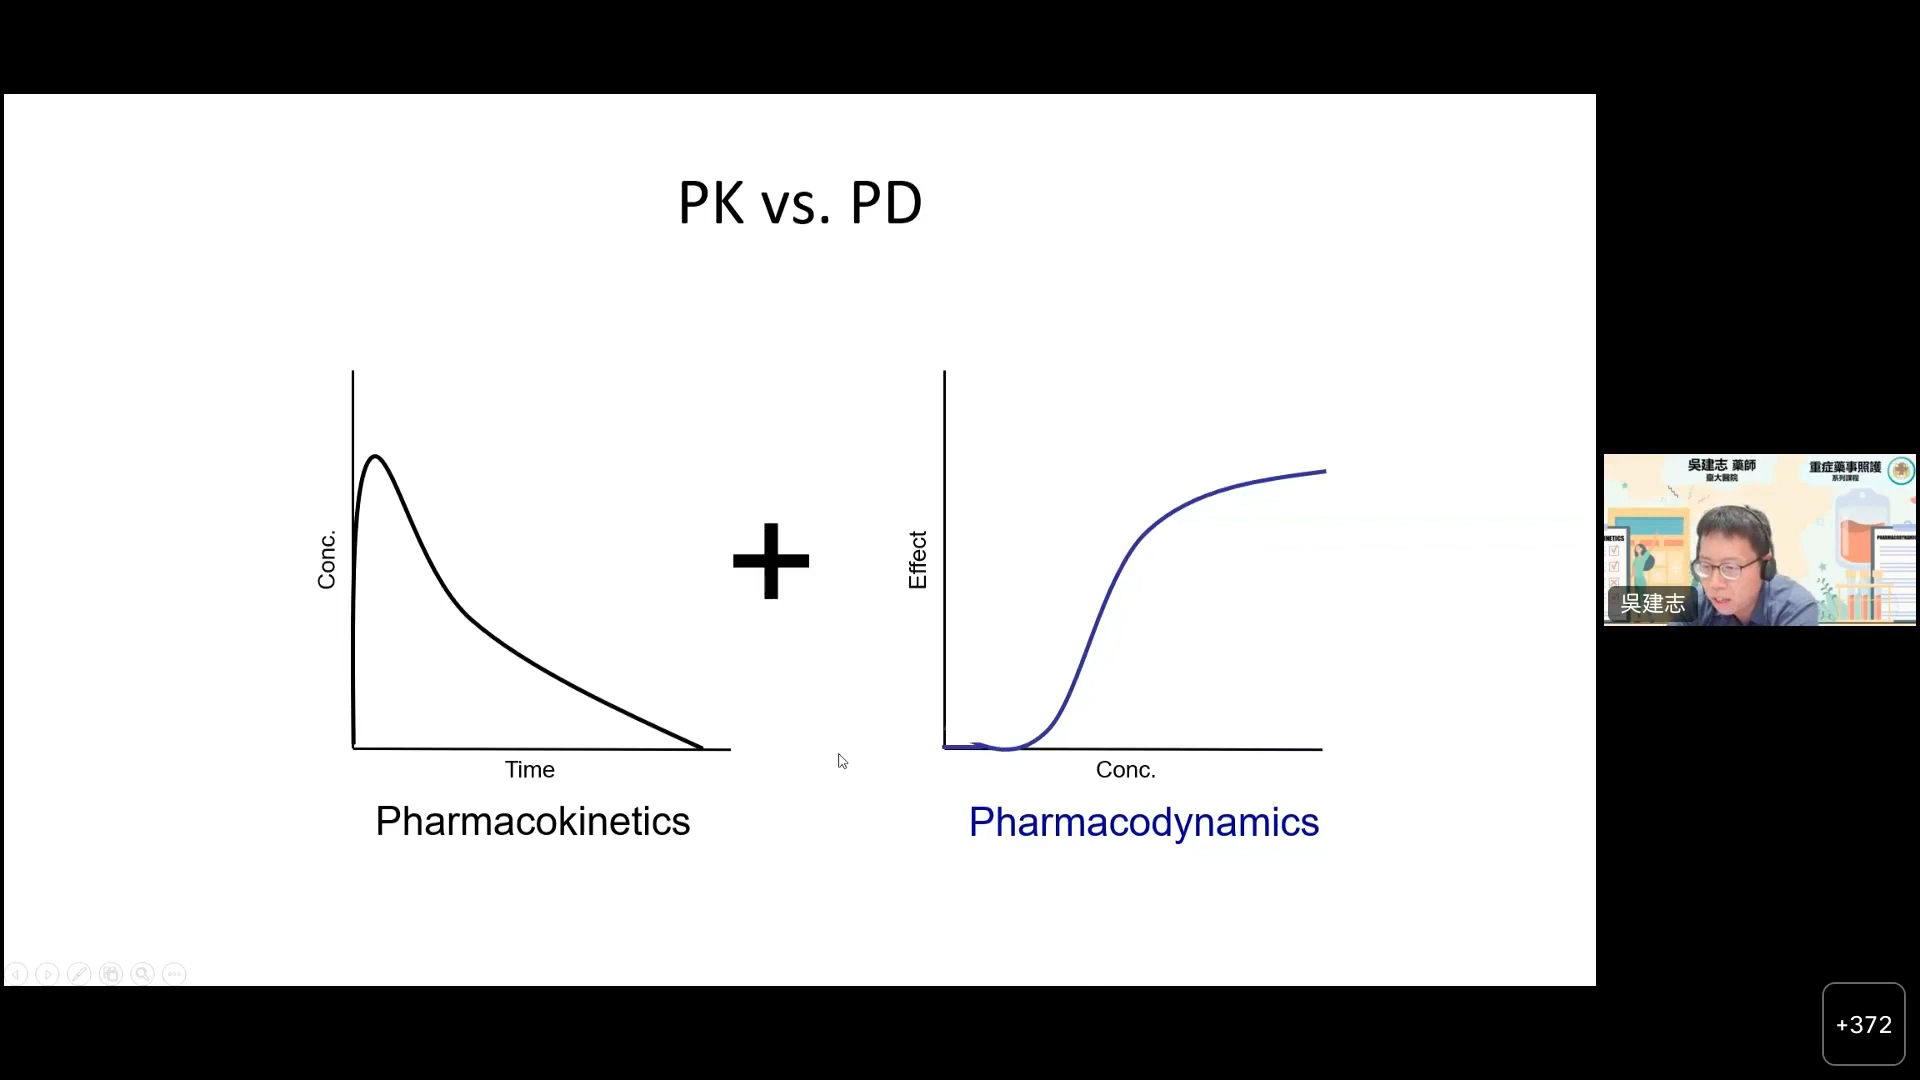 PK vs. PD
Conc.
Time
Pharmacokinetics
Effect
Conc.
Pharmacodynamics
吳建志 藥師
臺大醫院
重症藥事照護
系列課程
吳建志
+372